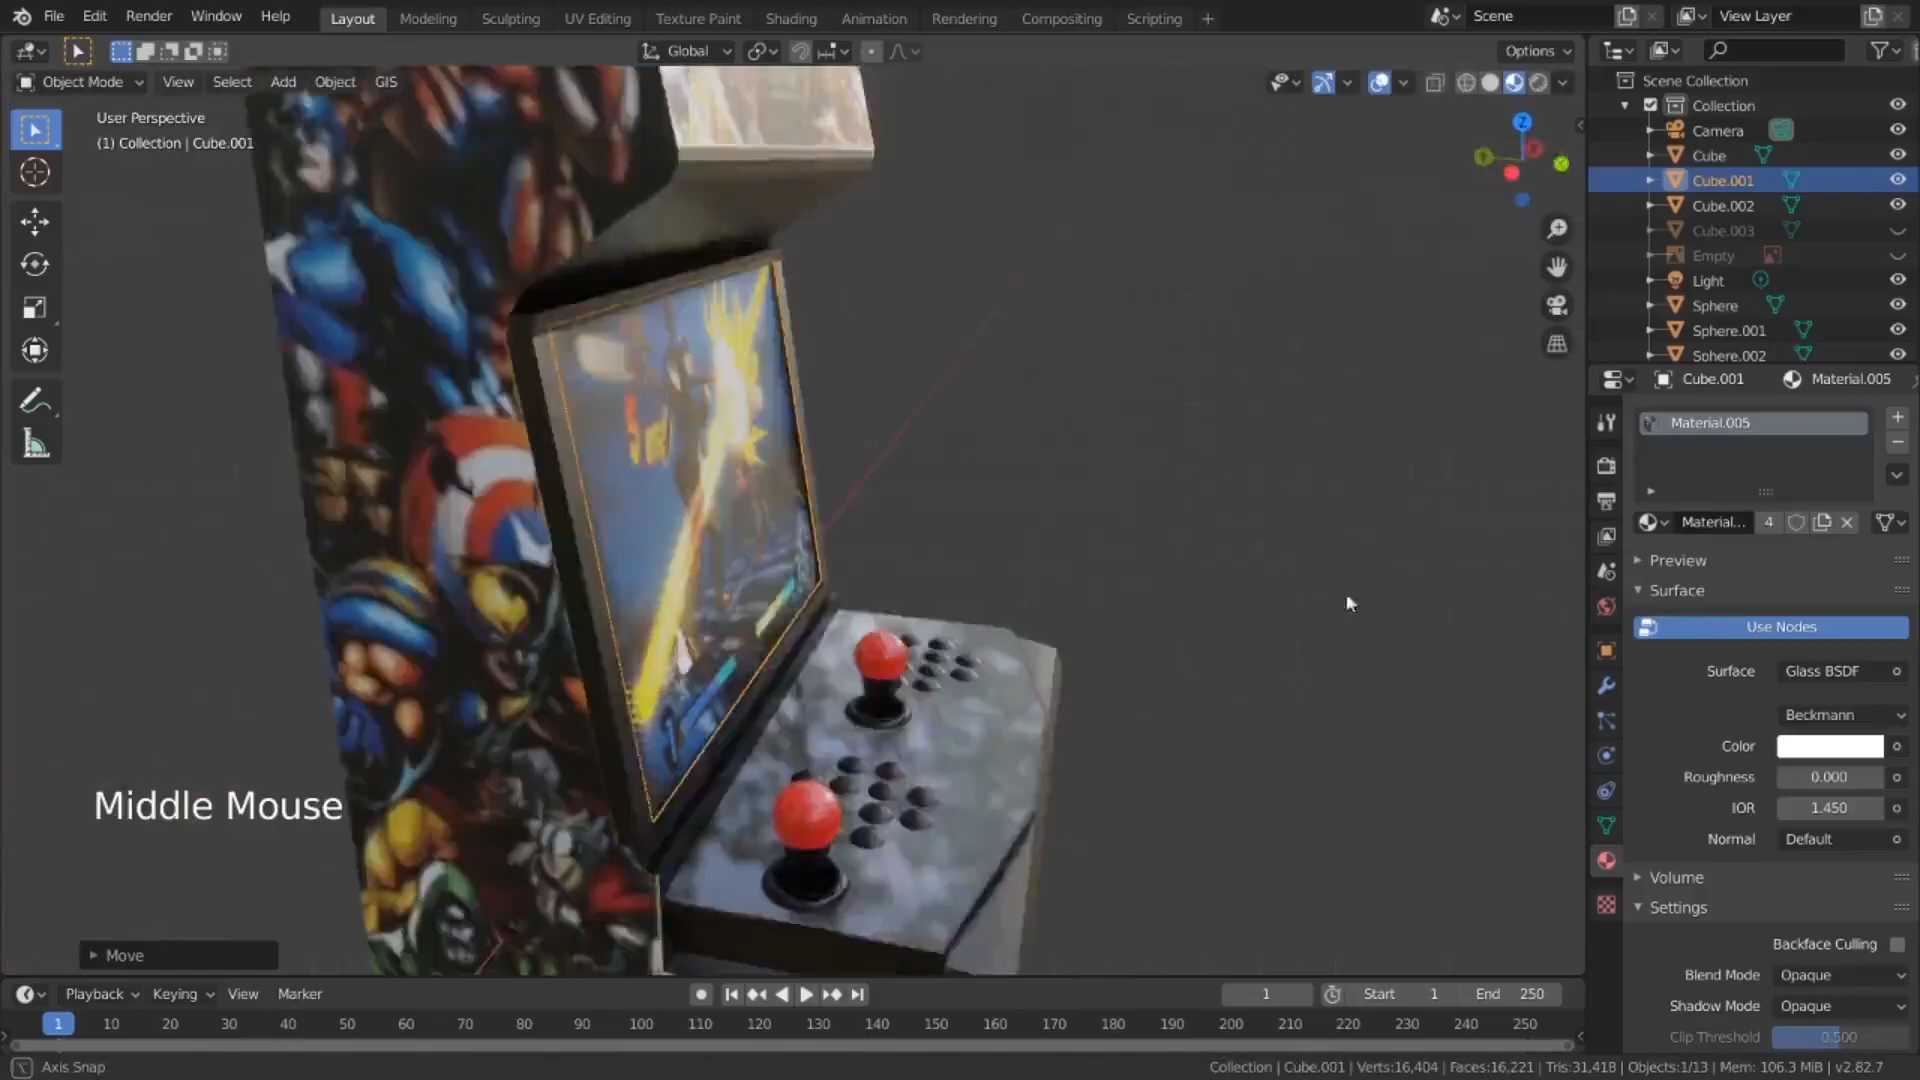 File Edit Render Window Help Layout Modeling Sculpting UV Editing Texture Paint Shading Animation Rendering Compositing Scripting + Scene View Layer
Global Options
Object Mode View Select Add Object GIS
User Perspective
(1) Collection | Cube.001
Z
Scene Collection
Collection
Camera
Cube
Cube.001
Cube.002
Cube.003
Empty
Light
Sphere
Sphere.001
Sphere.002
Cube.001 Material.005
Material.005
Material... 4
Preview
Surface
Use Nodes
Surface Glass BSDF
Beckmann
Color
Roughness 0.000
IOR 1.450
Normal Default
Volume
Settings
Backface Culling
Blend Mode Opaque
Shadow Mode Opaque
Clip Threshold 0.500
Middle Mouse
Move
Playback Keying View Marker 1 Start 1 End 250
1 10 20 30 40 50 60 70 80 90 100 110 120 130 140 150 160 170 180 190 200 210 220 230 240 250
Axis Snap Collection | Cube.001 | Verts:16,404 | Faces:16,221 | Tris:31,418 | Objects:1/13 | Mem: 106.3 MiB | v2.82.7